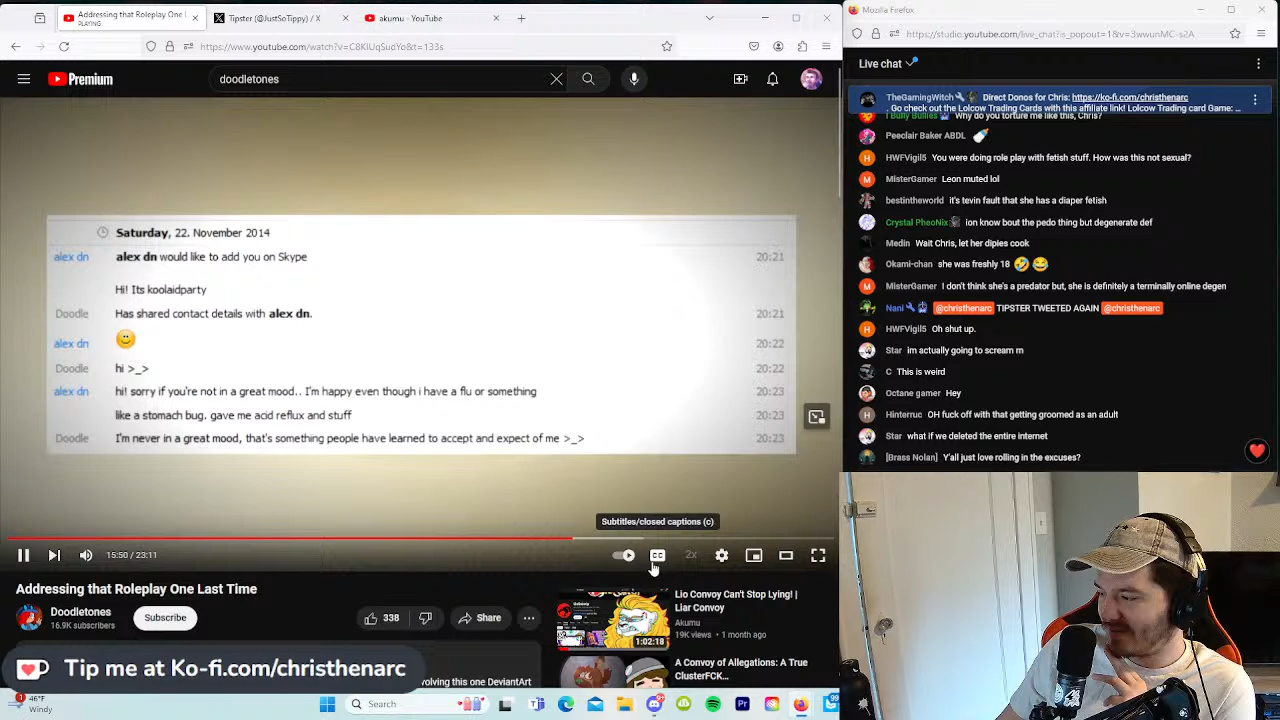 Addressing that Roleplay One L
PLAYING
Tipster (@JustSoTippy) / X
akumu - YouTube
https://www.youtube.com/watch?v=C8KIUqSudYo&t=133s
Premium
doodletones
Saturday, 22. November 2014
alex dn alex dn would like to add you on Skype 20:21
Hi! Its koolaidparty
Doodle Has shared contact details with alex dn. 20:21
alex dn 20:22
Doodle hi >_> 20:22
alex dn hi! sorry if you're not in a great mood.. I'm happy even though i have a flu or something 20:23
like a stomach bug. gave me acid reflux and stuff 20:23
Doodle I'm never in a great mood, that's something people have learned to accept and expect of me >_> 20:23
Subtitles/closed captions (c)
15:50 / 23:11
CC
2x
Addressing that Roleplay One Last Time
Doodletones
16.9K subscribers
Subscribe
338
Share
Lio Convoy Can't Stop Lying! |
Liar Convoy
Akumu
19K views • 1 month ago
1:02:18
A Convoy of Allegations: A True
ClusterFCK...
Tip me at Ko-fi.com/christhenarc
volving this one DeviantArt
1
46°F
Windy
Search
99
Mozilla Firefox
https://studio.youtube.com/live_chat?is_popout=1&v=3wwunMC-s2A
Live chat
TheGamingWitch Direct Donos for Chris: https://ko-fi.com/christhenarc
. Go check out the Lolcow Trading cards with this affiliate link! Lolcow Trading card Game: ...
I Bully Bullies Why do you torture me like this, Chris?
Peeclair Baker ABDL
HWFVigil5 You were doing role play with fetish stuff. How was this not sexual?
MisterGamer Leon muted lol
bestintheworld it's tevin fault that she has a diaper fetish
Crystal PheoNix ion know bout the pedo thing but degenerate def
Medin Wait Chris, let her dipies cook
Okami-chan she was freshly 18 🤣😂
MisterGamer I don't think she's a predator but, she is definitely a terminally online degen
Nani @christhenarc TIPSTER TWEETED AGAIN @christhenarc
HWFVigil5 Oh shut up.
Star im actually going to scream rn
C This is weird
Octane gamer Hey
Hinterruc OH fuck off with that getting groomed as an adult
Star what if we deleted the entire internet
[Brass Nolan] Y'all just love rolling in the excuses?